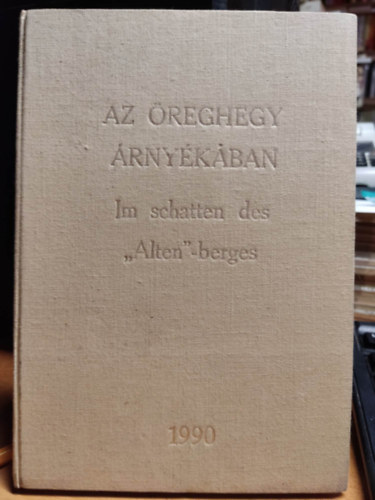 AZ ÖREGHEGY
ÁRNYÉKÁBAN
Im schatten des
„Alten"-berges
1990